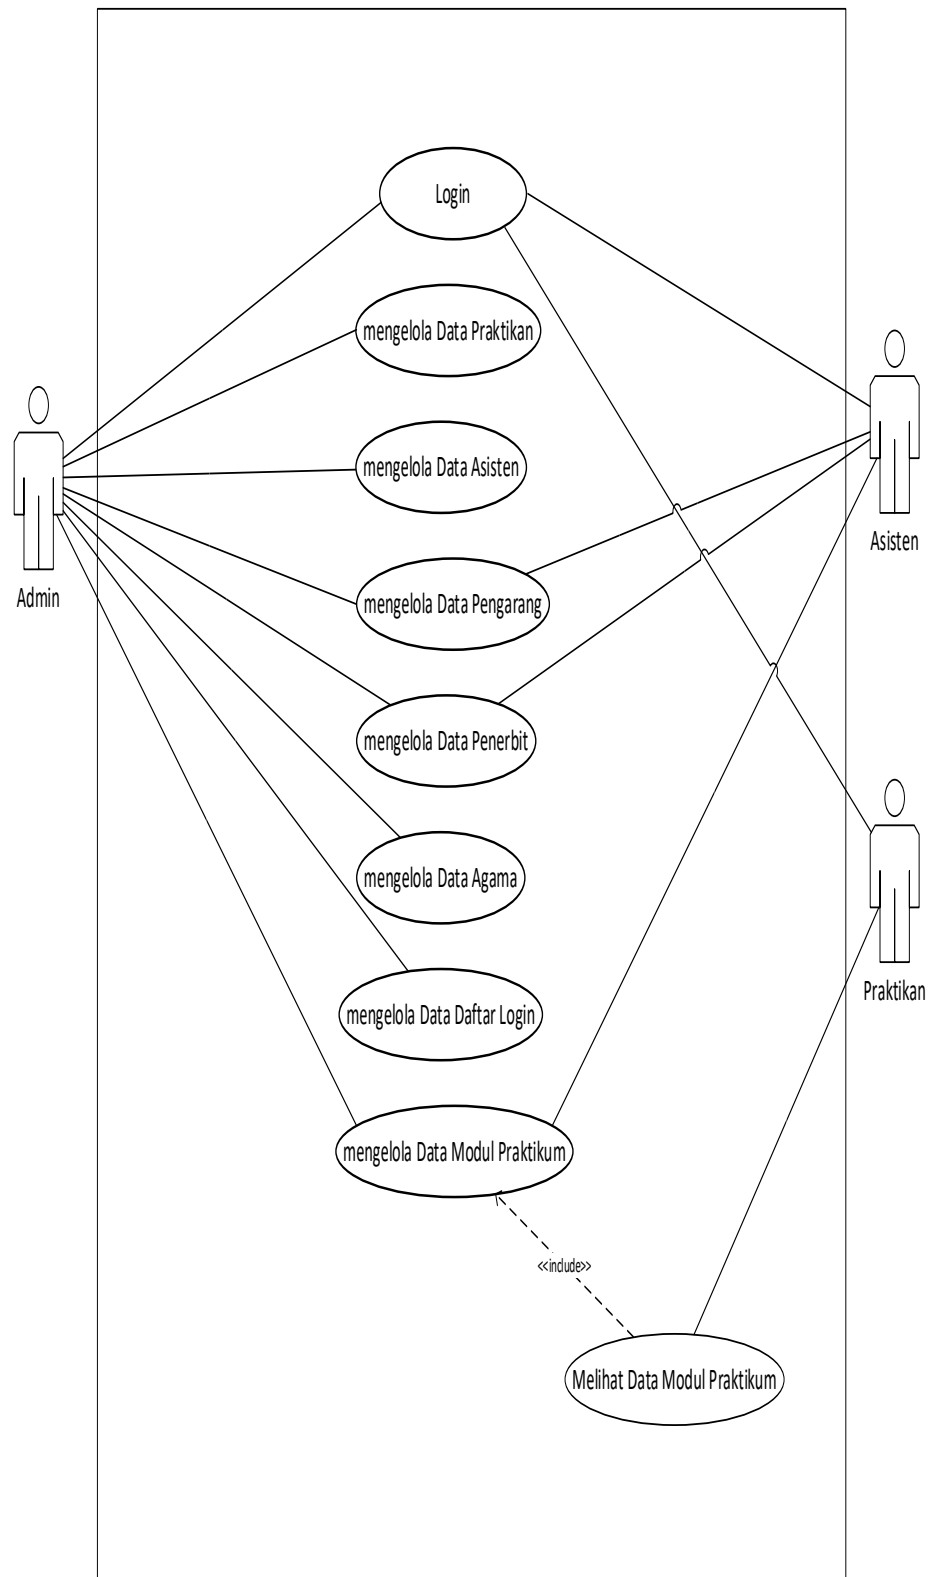 Login
mengelola Data Praktikan
mengelola Data Asisten
Asisten
Admin
mengelola Data Pengarang
mengelola Data Penerbit
mengelola Data Agama
Praktikan
mengelola Data Daftar Login
mengelola Data Modul Praktikum
<<include>>
Melihat Data Modul Praktikum